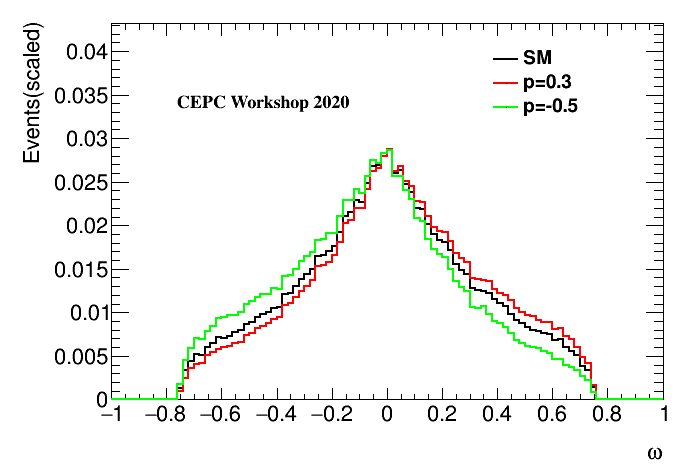 Events(scaled)
0.04
0.035
0.03
0.025
0.02
0.015
0.01
0.005
0
CEPC Workshop 2020
SM
p=0.3
p=-0.5
−1 −0.8 −0.6 −0.4 −0.2 0 0.2 0.4 0.6 0.8 1
ω